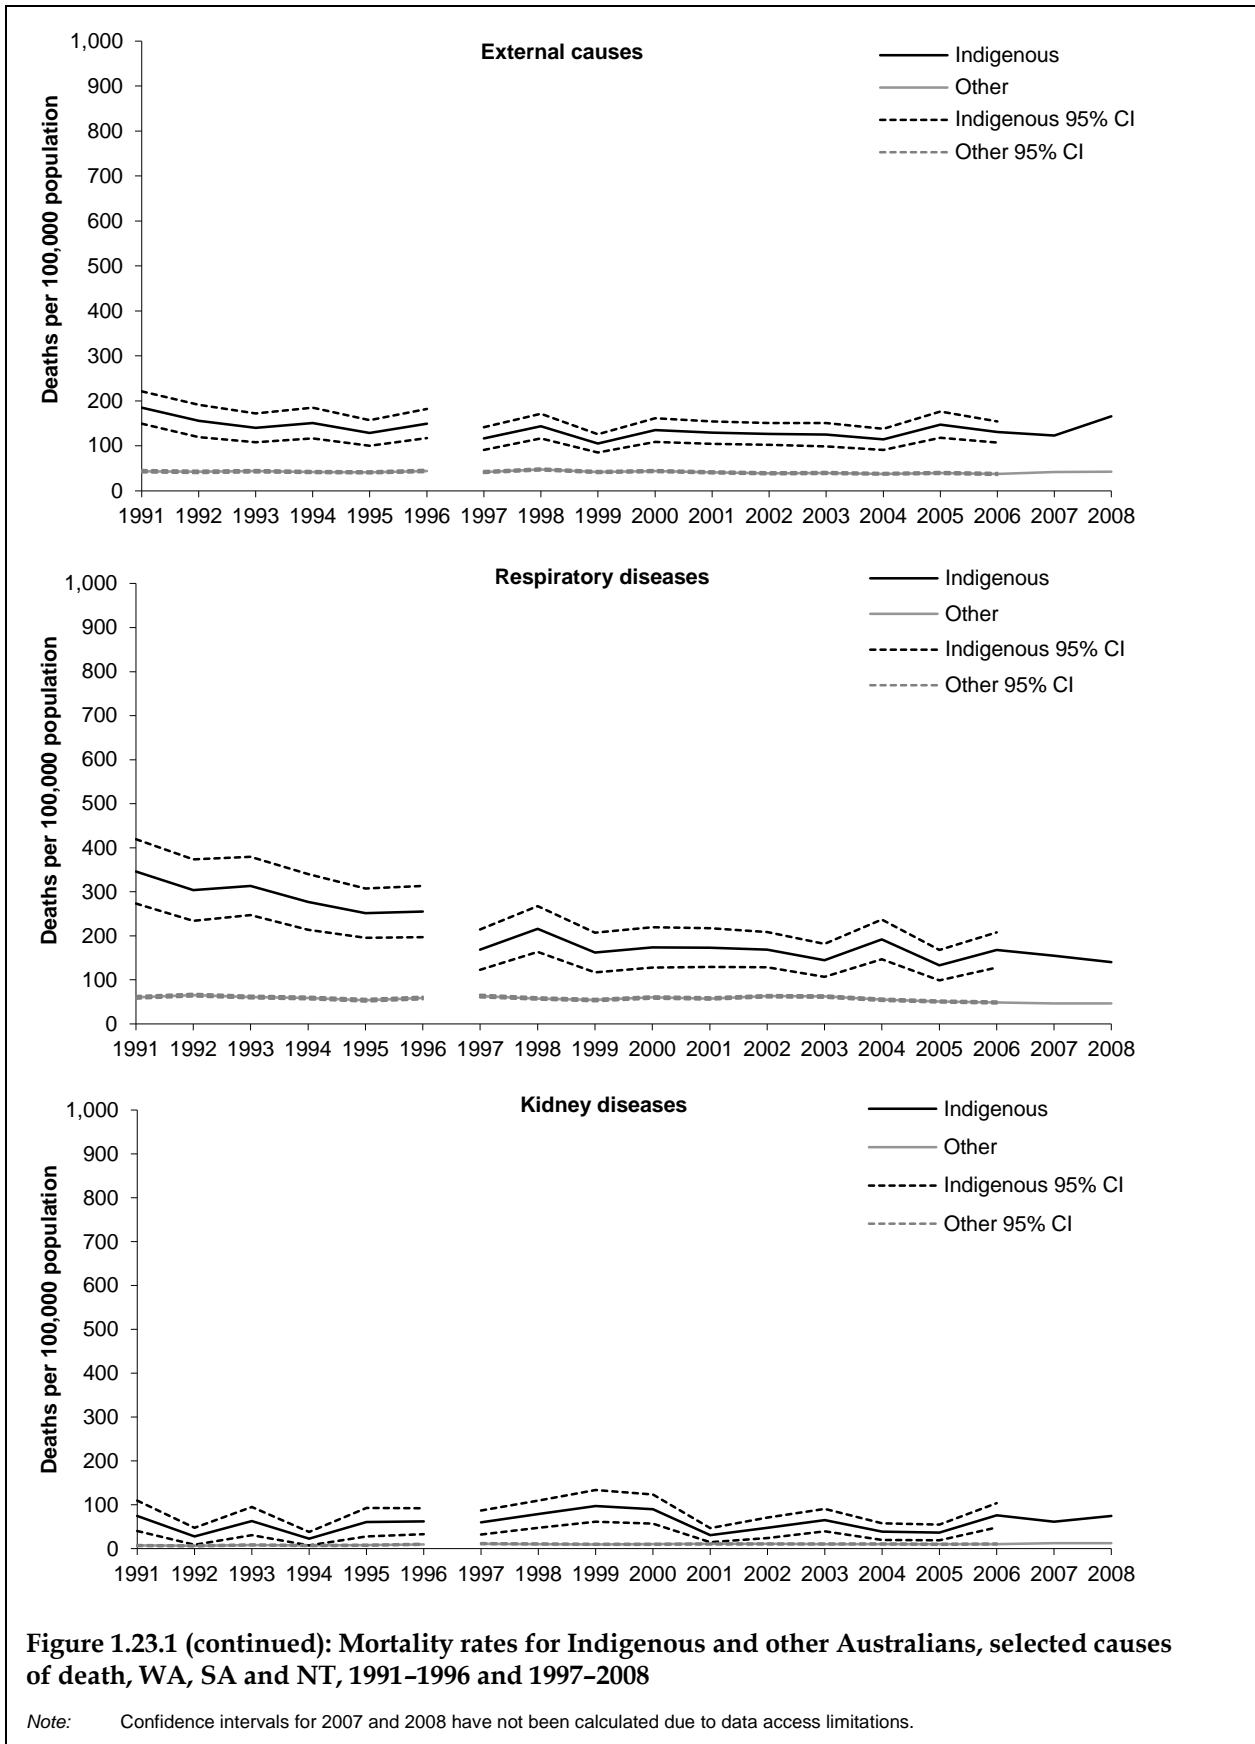 External causes
Indigenous
Other
Indigenous 95% CI
Other 95% CI
Deaths per 100,000 population
1,000
900
800
700
600
500
400
300
200
100
0
1991 1992 1993 1994 1995 1996 1997 1998 1999 2000 2001 2002 2003 2004 2005 2006 2007 2008
Respiratory diseases
Indigenous
Other
Indigenous 95% CI
Other 95% CI
Deaths per 100,000 population
1,000
900
800
700
600
500
400
300
200
100
0
1991 1992 1993 1994 1995 1996 1997 1998 1999 2000 2001 2002 2003 2004 2005 2006 2007 2008
Kidney diseases
Indigenous
Other
Indigenous 95% CI
Other 95% CI
Deaths per 100,000 population
1,000
900
800
700
600
500
400
300
200
100
0
1991 1992 1993 1994 1995 1996 1997 1998 1999 2000 2001 2002 2003 2004 2005 2006 2007 2008
Figure 1.23.1 (continued): Mortality rates for Indigenous and other Australians, selected causes
of death, WA, SA and NT, 1991–1996 and 1997–2008
Note: Confidence intervals for 2007 and 2008 have not been calculated due to data access limitations.